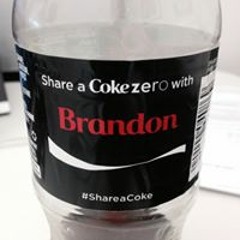 Share a Coke zero with
Brandon
#ShareaCoke